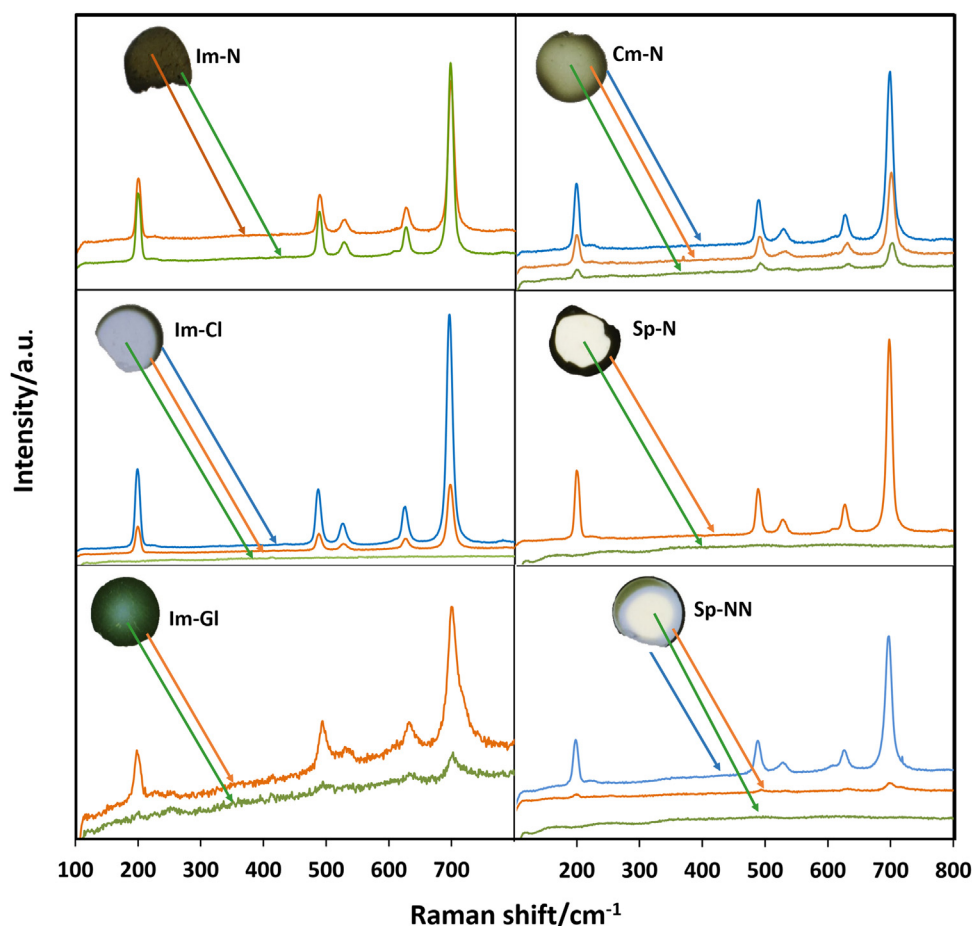 Im-N
Cm-N
Im-Cl
Sp-N
Intensity/a.u.
Im-Gl
Sp-NN
100 200 300 400 500 600 700 200 300 400 500 600 700 800
Raman shift/cm⁻¹